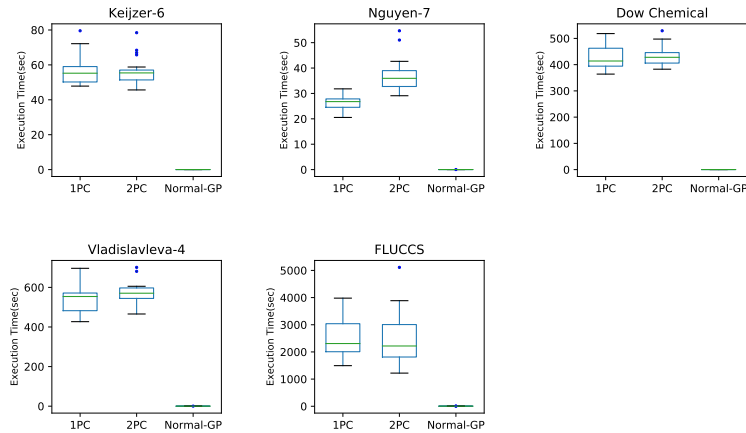 Keijzer-6
Execution Time(sec)
80
60
40
20
0
1PC 2PC Normal-GP
Nguyen-7
Execution Time(sec)
50
40
30
20
10
0
1PC 2PC Normal-GP
Dow Chemical
Execution Time(sec)
500
400
300
200
100
0
1PC 2PC Normal-GP
Vladislavleva-4
Execution Time(sec)
600
400
200
0
1PC 2PC Normal-GP
FLUCCS
Execution Time(sec)
5000
4000
3000
2000
1000
0
1PC 2PC Normal-GP